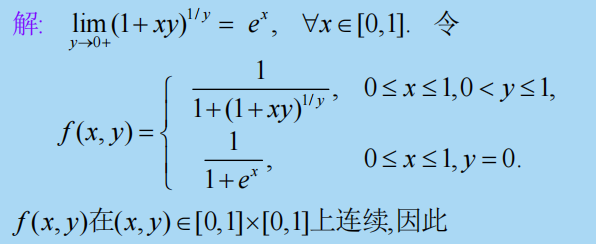 解: lim_{y→0+} (1+xy)^{1/y} = e^x, ∀x∈[0,1]. 令
f(x,y) = { 1/(1+(1+xy)^{1/y}), 0≤x≤1, 0<y≤1,
1/(1+e^x), 0≤x≤1, y=0.
f(x,y)在(x,y)∈[0,1]×[0,1]上连续,因此